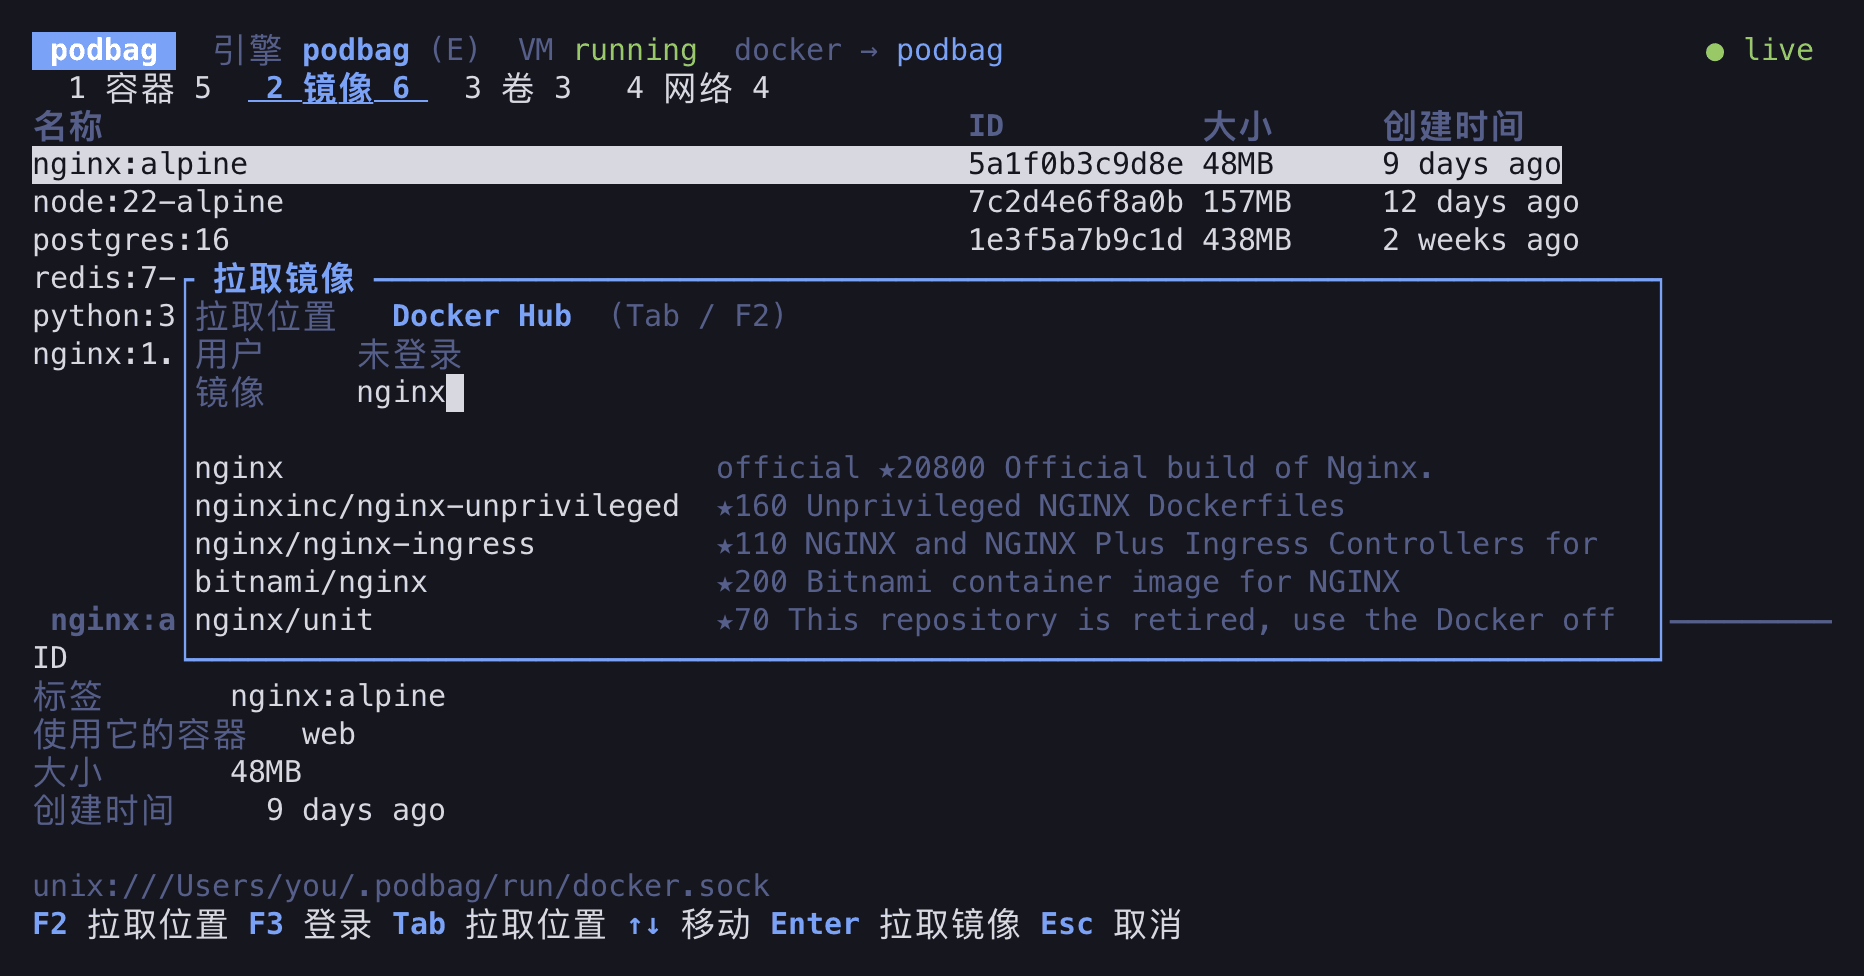 podbag 引擎 podbag (E) VM running docker → podbag ● live
1 容器 5 2 镜像 6 3 卷 3 4 网络 4
名称 ID 大小 创建时间
nginx:alpine 5a1f0b3c9d8e 48MB 9 days ago
node:22-alpine 7c2d4e6f8a0b 157MB 12 days ago
postgres:16 1e3f5a7b9c1d 438MB 2 weeks ago
redis:7- 拉取镜像
python:3 拉取位置 Docker Hub (Tab / F2)
nginx:1. 用户 未登录
镜像 nginx
nginx official ★20800 Official build of Nginx.
nginxinc/nginx-unprivileged ★160 Unprivileged NGINX Dockerfiles
nginx/nginx-ingress ★110 NGINX and NGINX Plus Ingress Controllers for
bitnami/nginx ★200 Bitnami container image for NGINX
nginx:a nginx/unit ★70 This repository is retired, use the Docker off
ID
标签 nginx:alpine
使用它的容器 web
大小 48MB
创建时间 9 days ago
unix:///Users/you/.podbag/run/docker.sock
F2 拉取位置 F3 登录 Tab 拉取位置 ↑↓ 移动 Enter 拉取镜像 Esc 取消